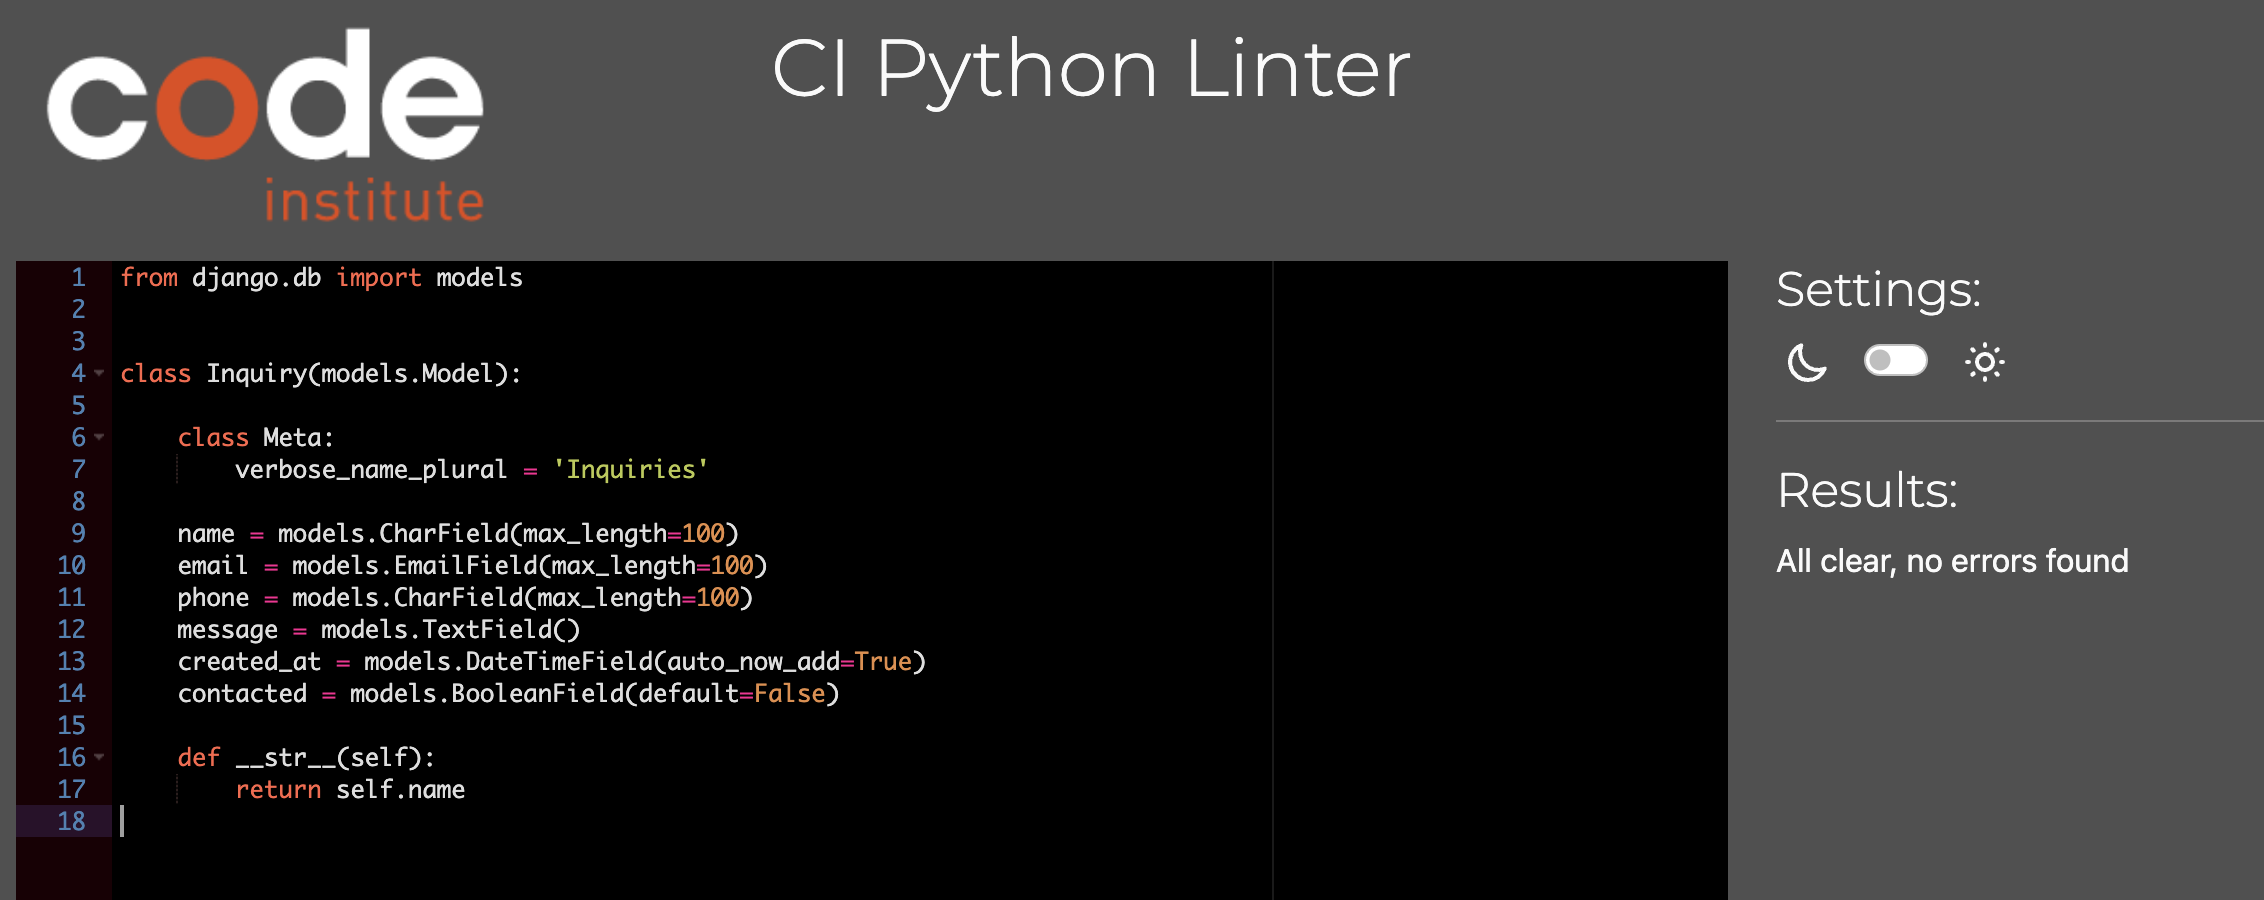 code
institute
CI Python Linter
1 from django.db import models
2
3
4 class Inquiry(models.Model):
5
6     class Meta:
7         verbose_name_plural = 'Inquiries'
8
9     name = models.CharField(max_length=100)
10     email = models.EmailField(max_length=100)
11     phone = models.CharField(max_length=100)
12     message = models.TextField()
13     created_at = models.DateTimeField(auto_now_add=True)
14     contacted = models.BooleanField(default=False)
15
16     def __str__(self):
17         return self.name
18
Settings:
Results:
All clear, no errors found